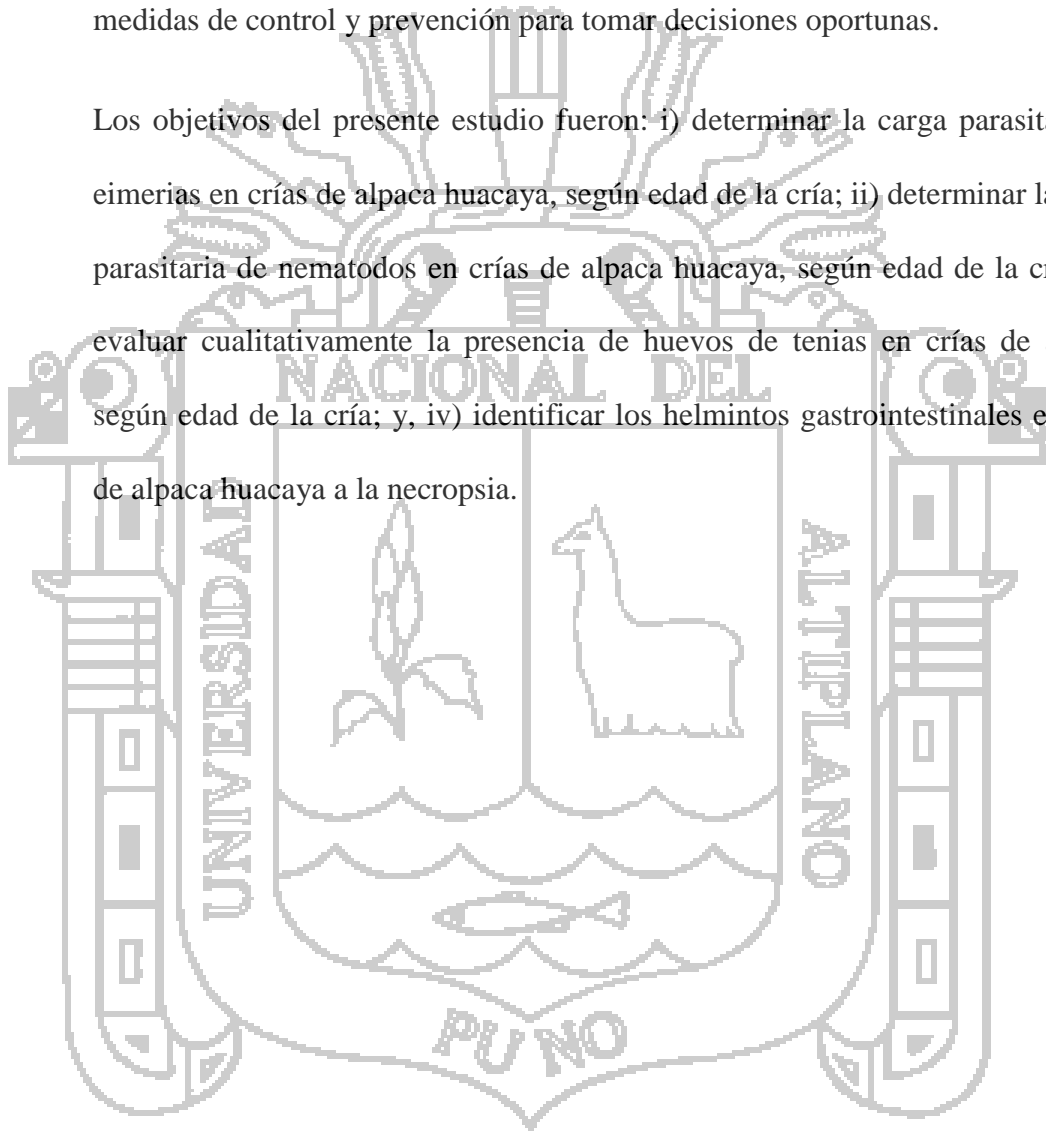 medidas de control y prevención para tomar decisiones oportunas.
Los objetivos del presente estudio fueron: i) determinar la carga
eimerias en crías de alpaca huacaya, según edad de la cría; ii) determinar
parasitaria de nematodos en crías de alpaca huacaya, según edad de la
evaluar cualitativamente la presencia de huevos de tenias en crías de
según edad de la cría; y, iv) identificar los helmintos gastrointestinales
de alpaca huacaya a la necropsia.
NACIONAL DEL
UNIVERSIDAD
ALTIPLANO
PUNO